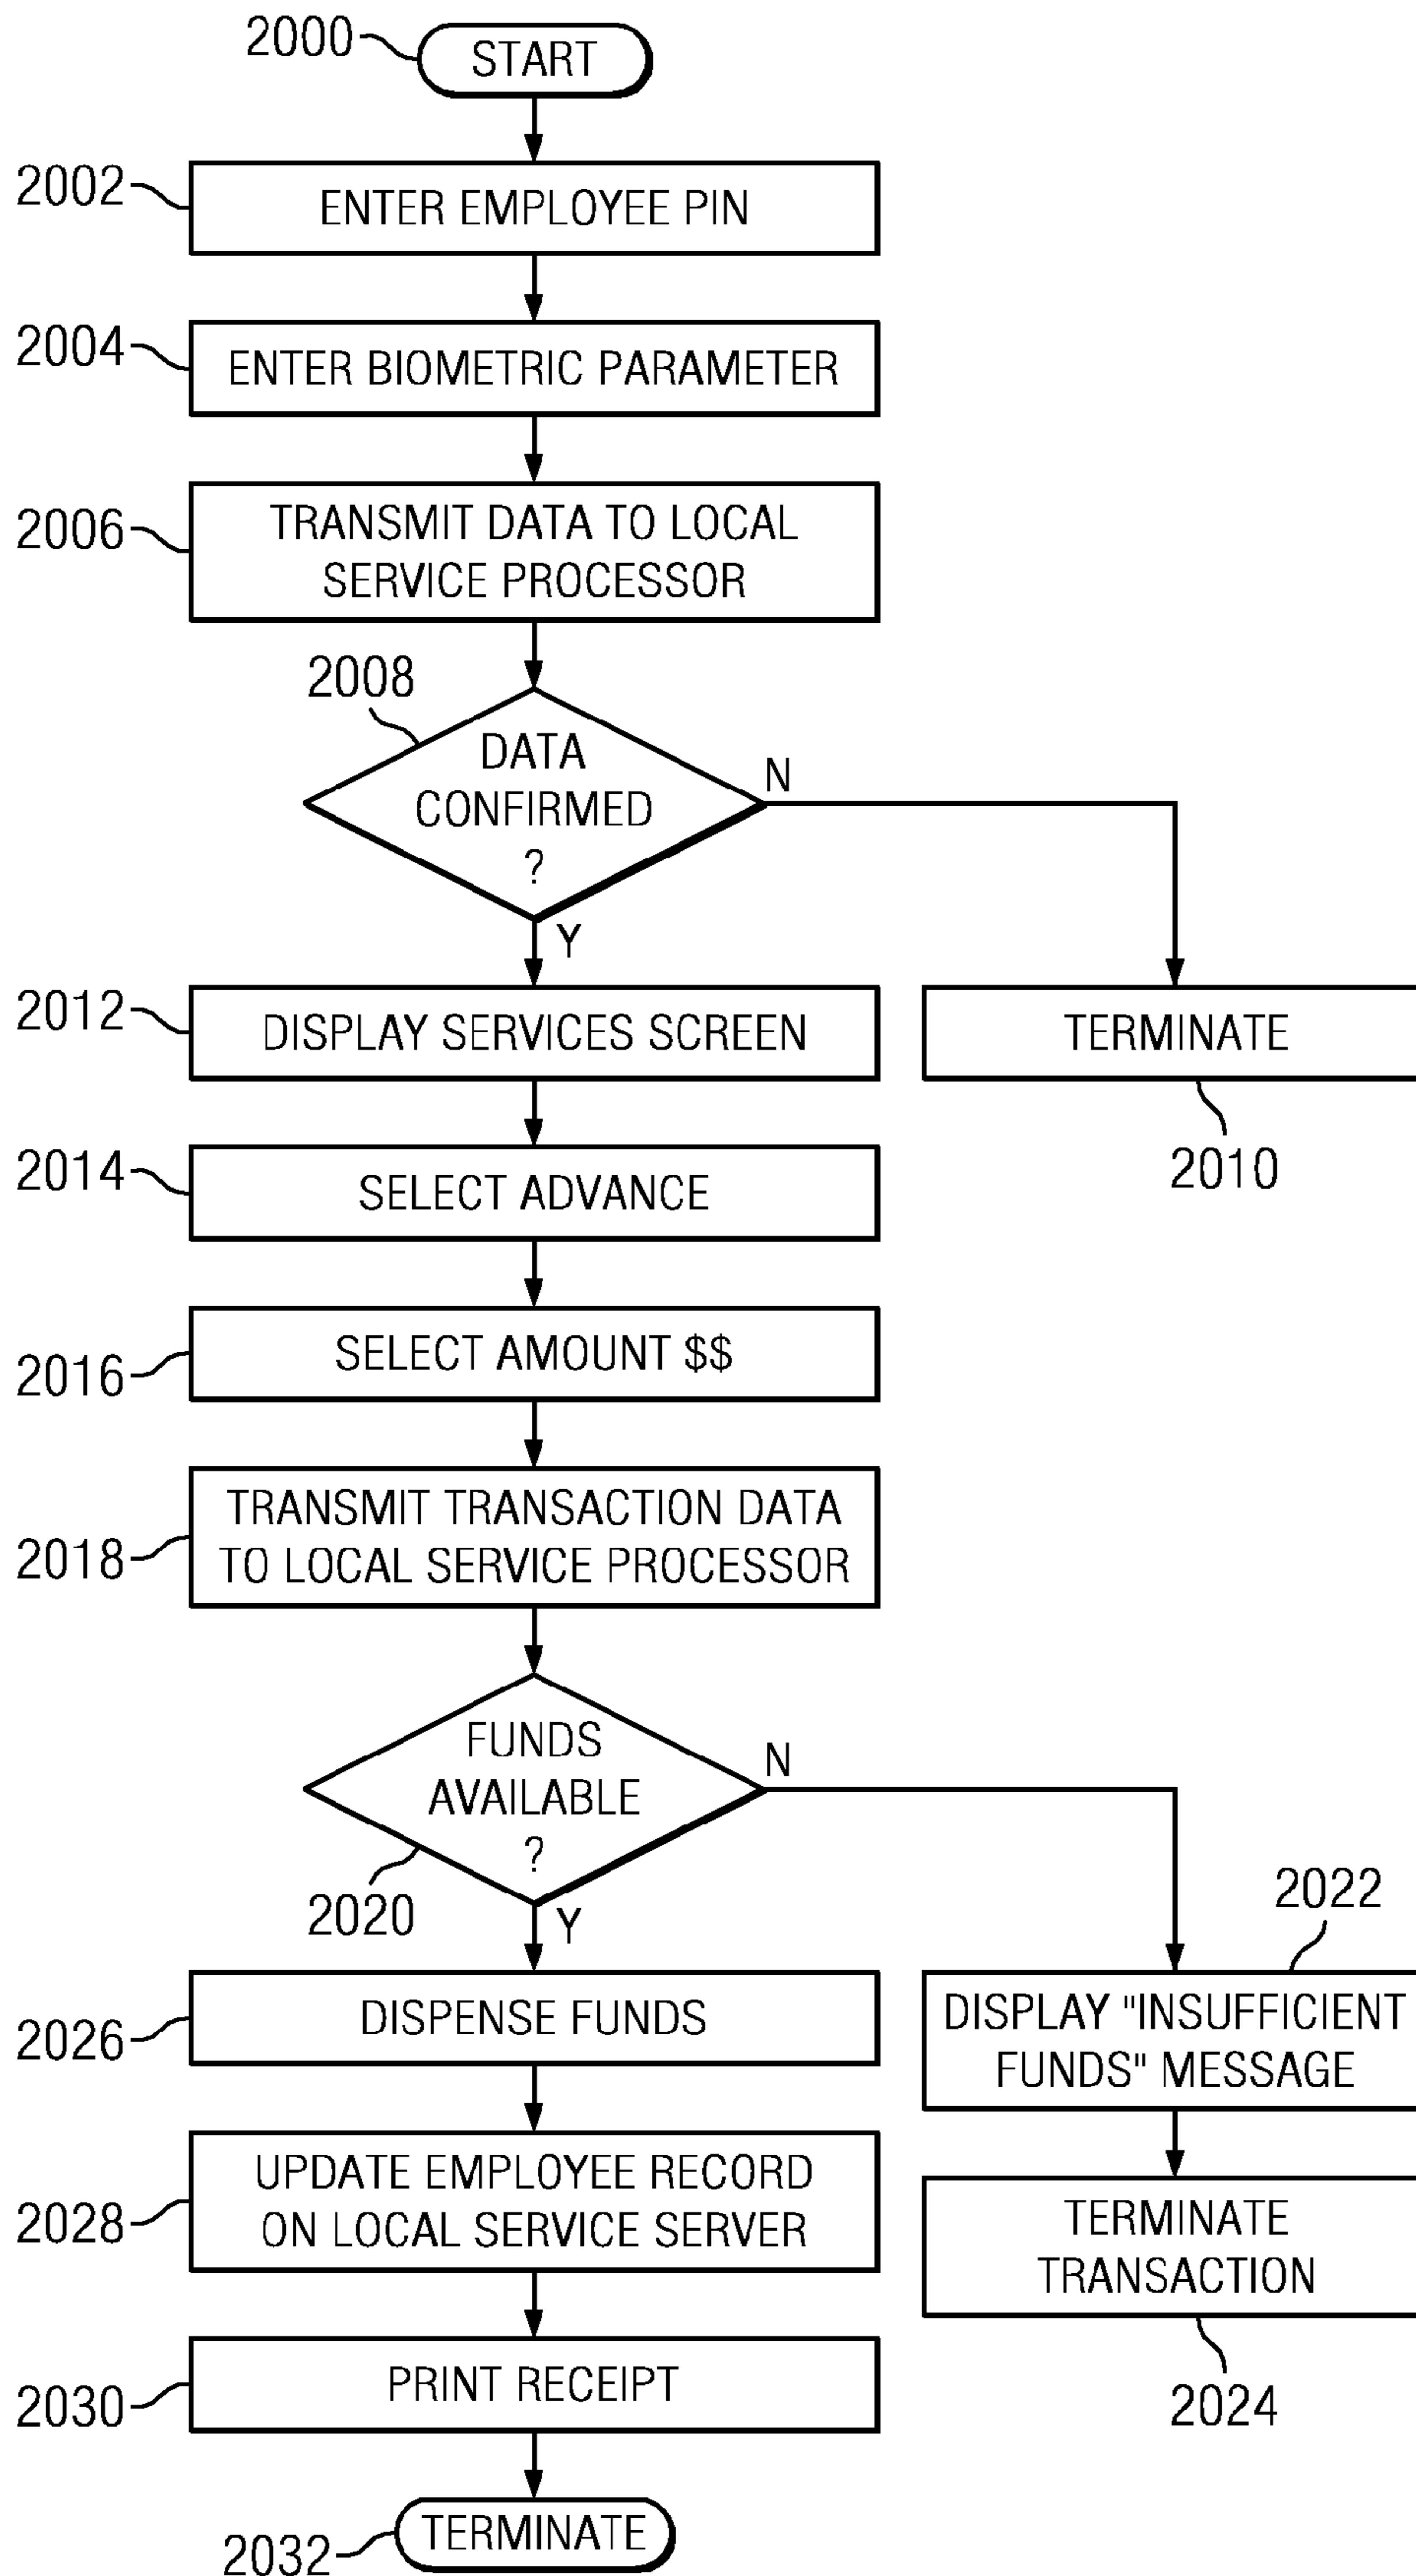 2000
START
2002
ENTER EMPLOYEE PIN
2004
ENTER BIOMETRIC PARAMETER
2006
TRANSMIT DATA TO LOCAL
SERVICE PROCESSOR
2008
DATA
CONFIRMED
?
N
Y
2012
DISPLAY SERVICES SCREEN
TERMINATE
2010
2014
SELECT ADVANCE
2016
SELECT AMOUNT $$
2018
TRANSMIT TRANSACTION DATA
TO LOCAL SERVICE PROCESSOR
FUNDS
AVAILABLE
?
N
2020
Y
2022
2026
DISPENSE FUNDS
DISPLAY "INSUFFICIENT
FUNDS" MESSAGE
2028
UPDATE EMPLOYEE RECORD
ON LOCAL SERVICE SERVER
TERMINATE
TRANSACTION
2024
2030
PRINT RECEIPT
2032
TERMINATE